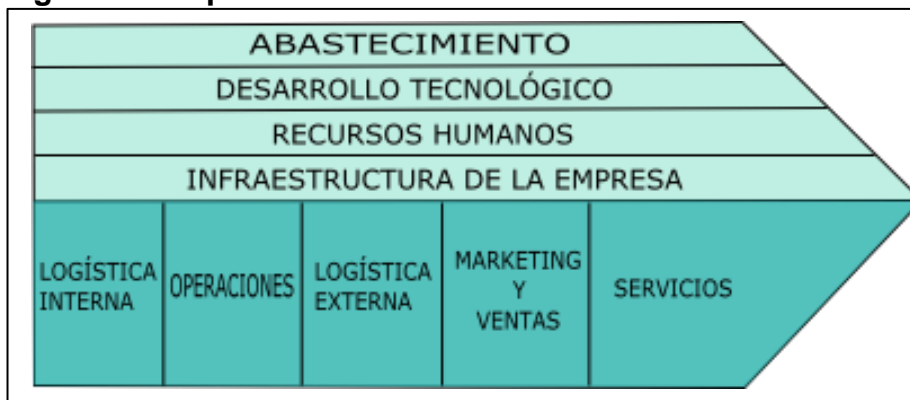 ABASTECIMIENTO
DESARROLLO TECNOLÓGICO
RECURSOS HUMANOS
INFRAESTRUCTURA DE LA EMPRESA
LOGÍSTICA
INTERNA
OPERACIONES
LOGÍSTICA
EXTERNA
MARKETING
Y
VENTAS
SERVICIOS